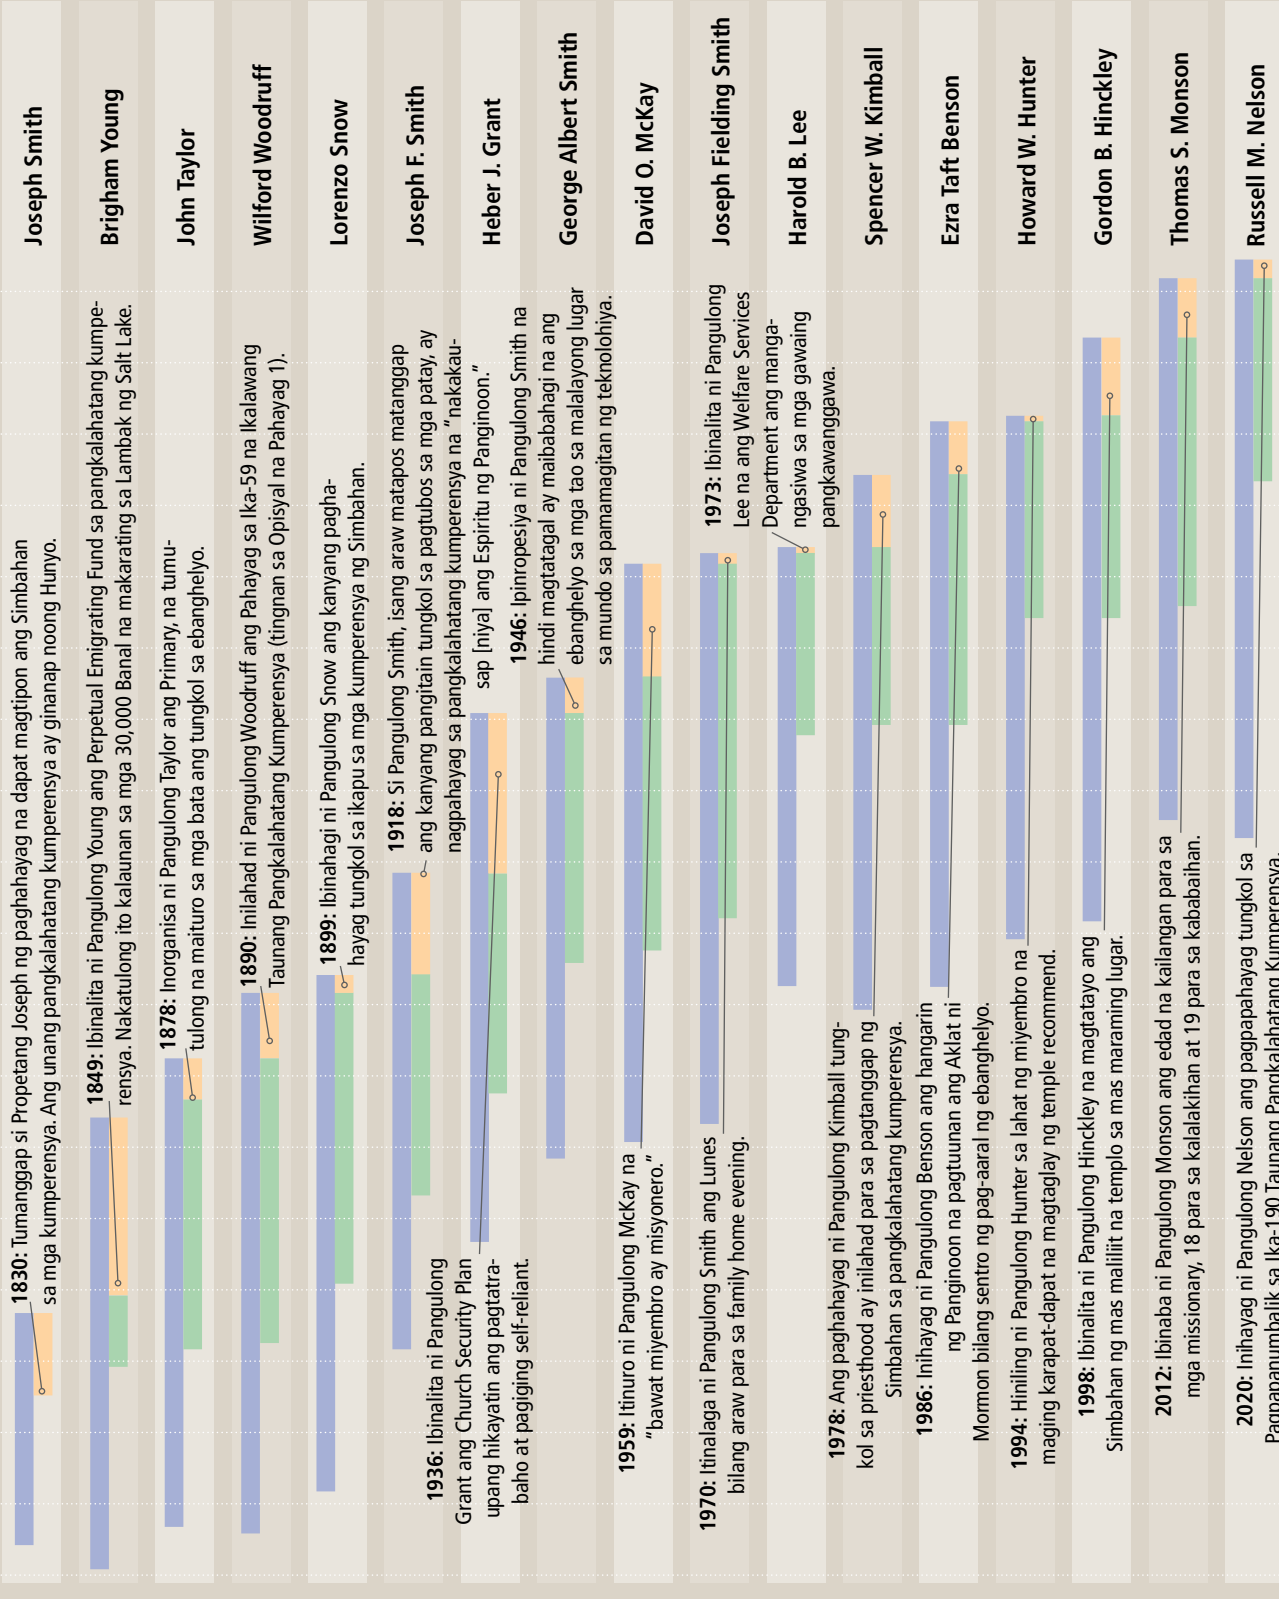 Joseph Smith
1830: Tumanggap si Propetang Joseph ng paghahayag na dapat magtipon ang Simbahan
sa mga kumperensya. Ang unang pangkalahatang kumperensya ay ginanap noong Hunyo.
Brigham Young
1849: Ibinalita ni Pangulong Young ang Perpetual Emigrating Fund sa pangkalahatang kumpe-
rensya. Nakatulong ito kalaunan sa mga 30,000 Banal na makarating sa Lambak ng Salt Lake.
John Taylor
1878: Inorganisa ni Pangulong Taylor ang Primary, na tumu-
tulong na maituro sa mga bata ang tungkol sa ebanghelyo.
Wilford Woodruff
1890: Inilahad ni Pangulong Woodruff ang Pahayag sa Ika-59 na Ikalawang
Taunang Pangkalahatang Kumperensya (tingnan sa Opisyal na Pahayag 1).
Lorenzo Snow
1899: Ibinahagi ni Pangulong Snow ang kanyang pagha-
hayag tungkol sa ikapu sa mga kumperensya ng Simbahan.
Joseph F. Smith
1918: Si Pangulong Smith, isang araw matapos matanggap
ang kanyang pangitain tungkol sa pagtubos sa mga patay, ay
nagpahayag sa pangkalahatang kumperensya na “nakakau-
sap [niya] ang Espiritu ng Panginoon.”
Heber J. Grant
1936: Ibinalita ni Pangulong
Grant ang Church Security Plan
upang hikayatin ang pagtatra-
baho at pagiging self-reliant.
George Albert Smith
1946: Ipinropesiya ni Pangulong Smith na
hindi magtatagal ay maibabahagi na ang
ebanghelyo sa mga tao sa malalayong lugar
sa mundo sa pamamagitan ng teknolohiya.
David O. McKay
1959: Itinuro ni Pangulong McKay na
“bawat miyembro ay misyonero.”
Joseph Fielding Smith
1970: Itinalaga ni Pangulong Smith ang Lunes
bilang araw para sa family home evening.
Harold B. Lee
1973: Ibinalita ni Pangulong
Lee na ang Welfare Services
Department ang manga-
ngasiwa sa mga gawaing
pangkawanggawa.
Spencer W. Kimball
1978: Ang paghahayag ni Pangulong Kimball tung-
kol sa priesthood ay inilahad para sa pagtanggap ng
Simbahan sa pangkalahatang kumperensya.
Ezra Taft Benson
1986: Inihayag ni Pangulong Benson ang hangarin
ng Panginoon na pagtuunan ang Aklat ni
Mormon bilang sentro ng pag-aaral ng ebanghelyo.
Howard W. Hunter
1994: Hiniling ni Pangulong Hunter sa lahat ng miyembro na
maging karapat-dapat na magtaglay ng temple recommend.
Gordon B. Hinckley
1998: Ibinalita ni Pangulong Hinckley na magtatayo ang
Simbahan ng mas maliliit na templo sa mas maraming lugar.
Thomas S. Monson
2012: Ibinaba ni Pangulong Monson ang edad na kailangan para sa
mga missionary, 18 para sa kalalakihan at 19 para sa kababaihan.
Russell M. Nelson
2020: Inihayag ni Pangulong Nelson ang pagpapahayag tungkol sa
Pagpapanumbalik sa Ika-190 Taunang Pangkalahatang Kumperensya.